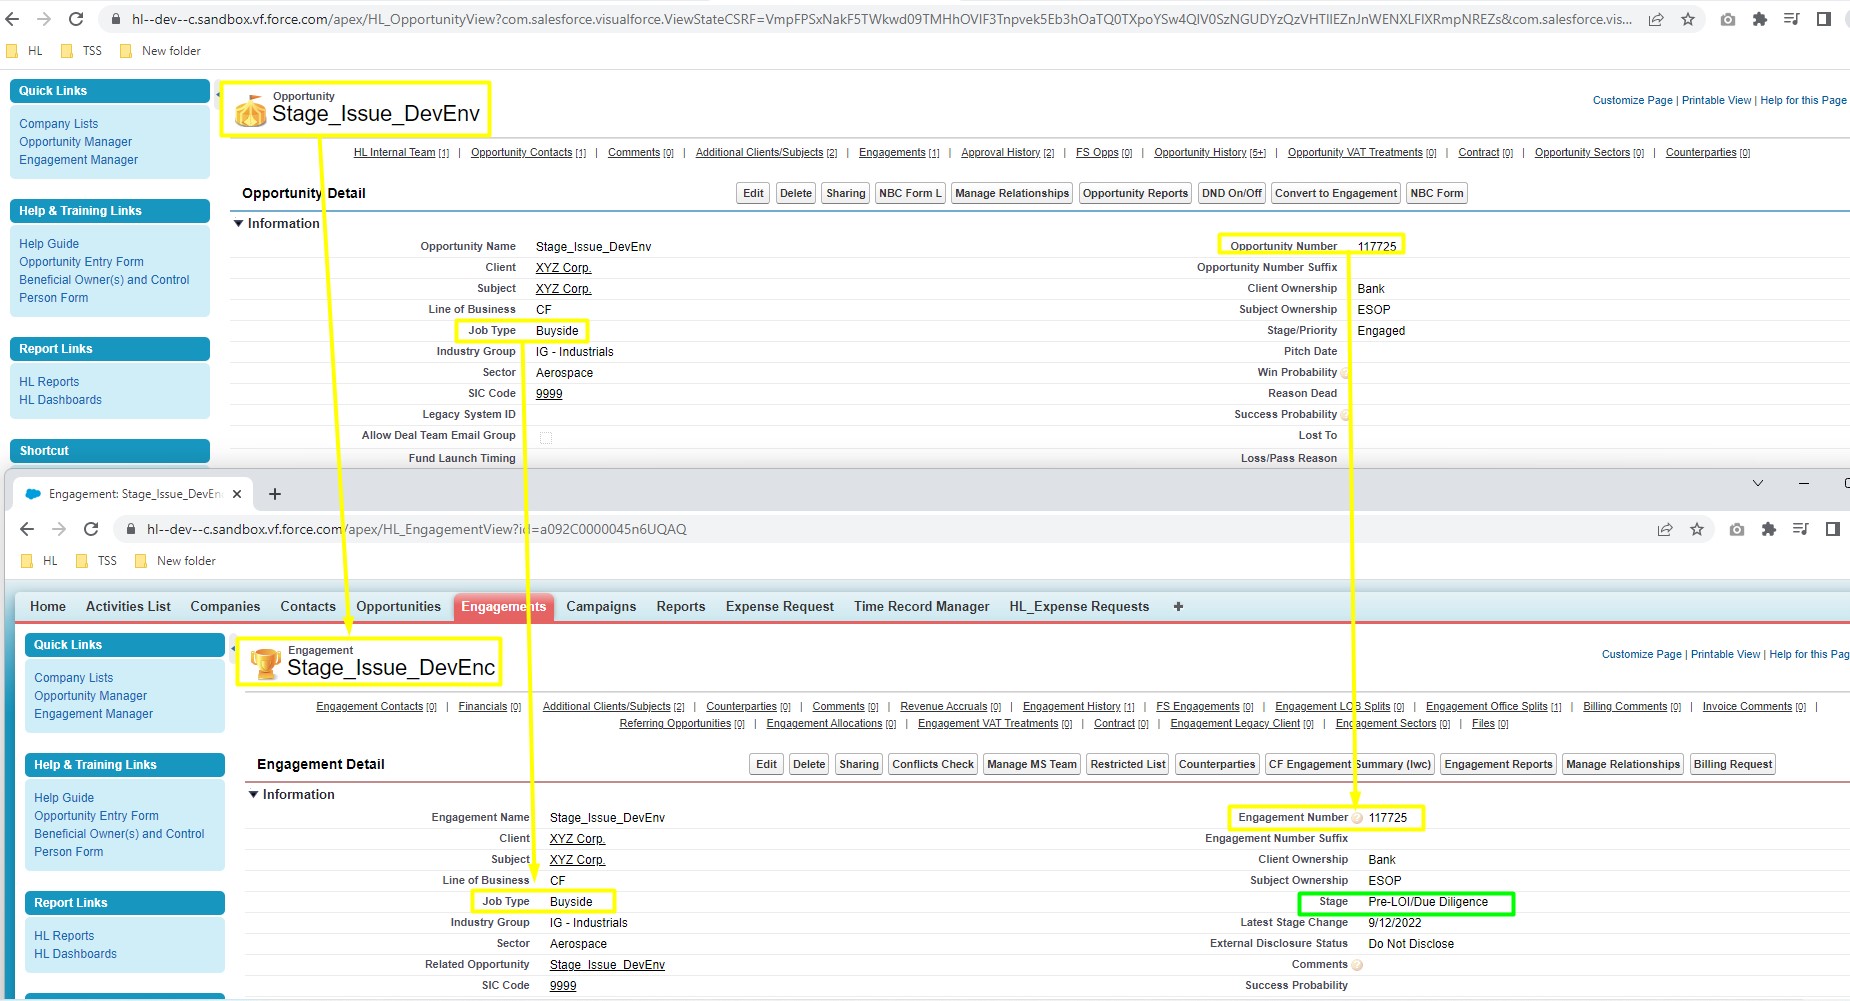 hl--dev--c.sandbox.vf.force.com/apex/HL_OpportunityView?com.salesforce.visualforce.ViewStateCSRF=VmpFPSxNakF5TWkwd09TMHhOVlF3Tnpvek5Eb3hOaTQ0TXpoYSw4QlV0SzNGUDYzQzVHTllEZnJnWENXLFlXRmpNREZs&com.salesforce.vis...
HL TSS New folder
Quick Links
Company Lists
Opportunity Manager
Engagement Manager
Help & Training Links
Help Guide
Opportunity Entry Form
Beneficial Owner(s) and Control
Person Form
Report Links
HL Reports
HL Dashboards
Shortcut
Opportunity
Stage_Issue_DevEnv
Customize Page | Printable View | Help for this Page
HL Internal Team [1] | Opportunity Contacts [1] | Comments [0] | Additional Clients/Subjects [2] | Engagements [1] | Approval History [2] | FS Opps [0] | Opportunity History [5+] | Opportunity VAT Treatments [0] | Contract [0] | Opportunity Sectors [0] | Counterparties [0]
Opportunity Detail Edit Delete Sharing NBC Form L Manage Relationships Opportunity Reports DND On/Off Convert to Engagement NBC Form
Information
Opportunity Name Stage_Issue_DevEnv Opportunity Number 117725
Client XYZ Corp. Opportunity Number Suffix
Subject XYZ Corp. Client Ownership Bank
Line of Business CF Subject Ownership ESOP
Job Type Buyside Stage/Priority Engaged
Industry Group IG - Industrials Pitch Date
Sector Aerospace Win Probability
SIC Code 9999 Reason Dead
Legacy System ID Success Probability
Allow Deal Team Email Group Lost To
Fund Launch Timing Loss/Pass Reason
Engagement: Stage_Issue_DevEn
hl--dev--c.sandbox.vf.force.com/apex/HL_EngagementView?id=a092C0000045n6UQAQ
HL TSS New folder
Home Activities List Companies Contacts Opportunities Engagements Campaigns Reports Expense Request Time Record Manager HL_Expense Requests +
Quick Links
Company Lists
Opportunity Manager
Engagement Manager
Help & Training Links
Help Guide
Opportunity Entry Form
Beneficial Owner(s) and Control
Person Form
Report Links
HL Reports
HL Dashboards
Engagement
Stage_Issue_DevEnc
Customize Page | Printable View | Help for this Pag
Engagement Contacts [0] | Financials [0] Additional Clients/Subjects [2] | Counterparties [0] | Comments [0] | Revenue Accruals [0] | Engagement History [1] | FS Engagements [0] | Engagement LOB Splits [0] | Engagement Office Splits [1] | Billing Comments [0] | Invoice Comments [0] |
Referring Opportunities [0] | Engagement Allocations [0] | Engagement VAT Treatments [0] | Contract [0] | Engagement Legacy Client [0] | Engagement Sectors [0] | Files [0]
Engagement Detail Edit Delete Sharing Conflicts Check Manage MS Team Restricted List Counterparties CF Engagement Summary (lwc) Engagement Reports Manage Relationships Billing Request
Information
Engagement Name Stage_Issue_DevEnv Engagement Number 117725
Client XYZ Corp. Engagement Number Suffix
Subject XYZ Corp. Client Ownership Bank
Line of Business CF Subject Ownership ESOP
Job Type Buyside Stage Pre-LOI/Due Diligence
Industry Group IG - Industrials Latest Stage Change 9/12/2022
Sector Aerospace External Disclosure Status Do Not Disclose
Related Opportunity Stage_Issue_DevEnv Comments
SIC Code 9999 Success Probability